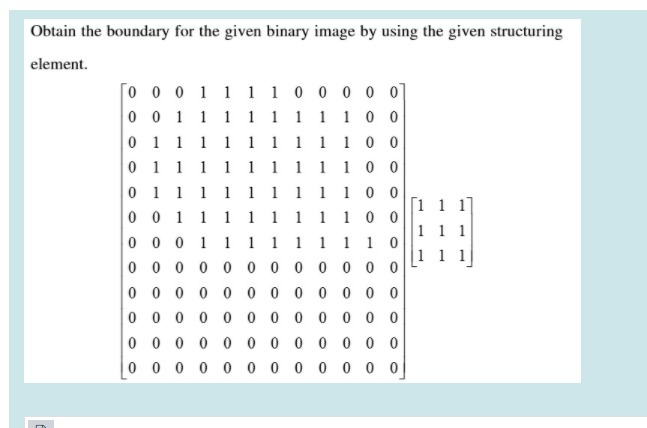 Obtain the boundary for the given binary image by using the given structuring
element.
0 0 0 1 1 1 1 0 0 0 0 0
0 0 1 1 1 1 1 1 1 1 0 0
0 1 1 1 1 1 1 1 1 1 0 0
0 1 1 1 1 1 1 1 1 1 0 0
0 1 1 1 1 1 1 1 1 1 0 0
0 0 1 1 1 1 1 1 1 1 0 0
0 0 0 1 1 1 1 1 1 1 1 0
0 0 0 0 0 0 0 0 0 0 0 0
0 0 0 0 0 0 0 0 0 0 0 0
0 0 0 0 0 0 0 0 0 0 0 0
0 0 0 0 0 0 0 0 0 0 0 0
0 0 0 0 0 0 0 0 0 0 0 0
1 1 1
1 1 1
1 1 1